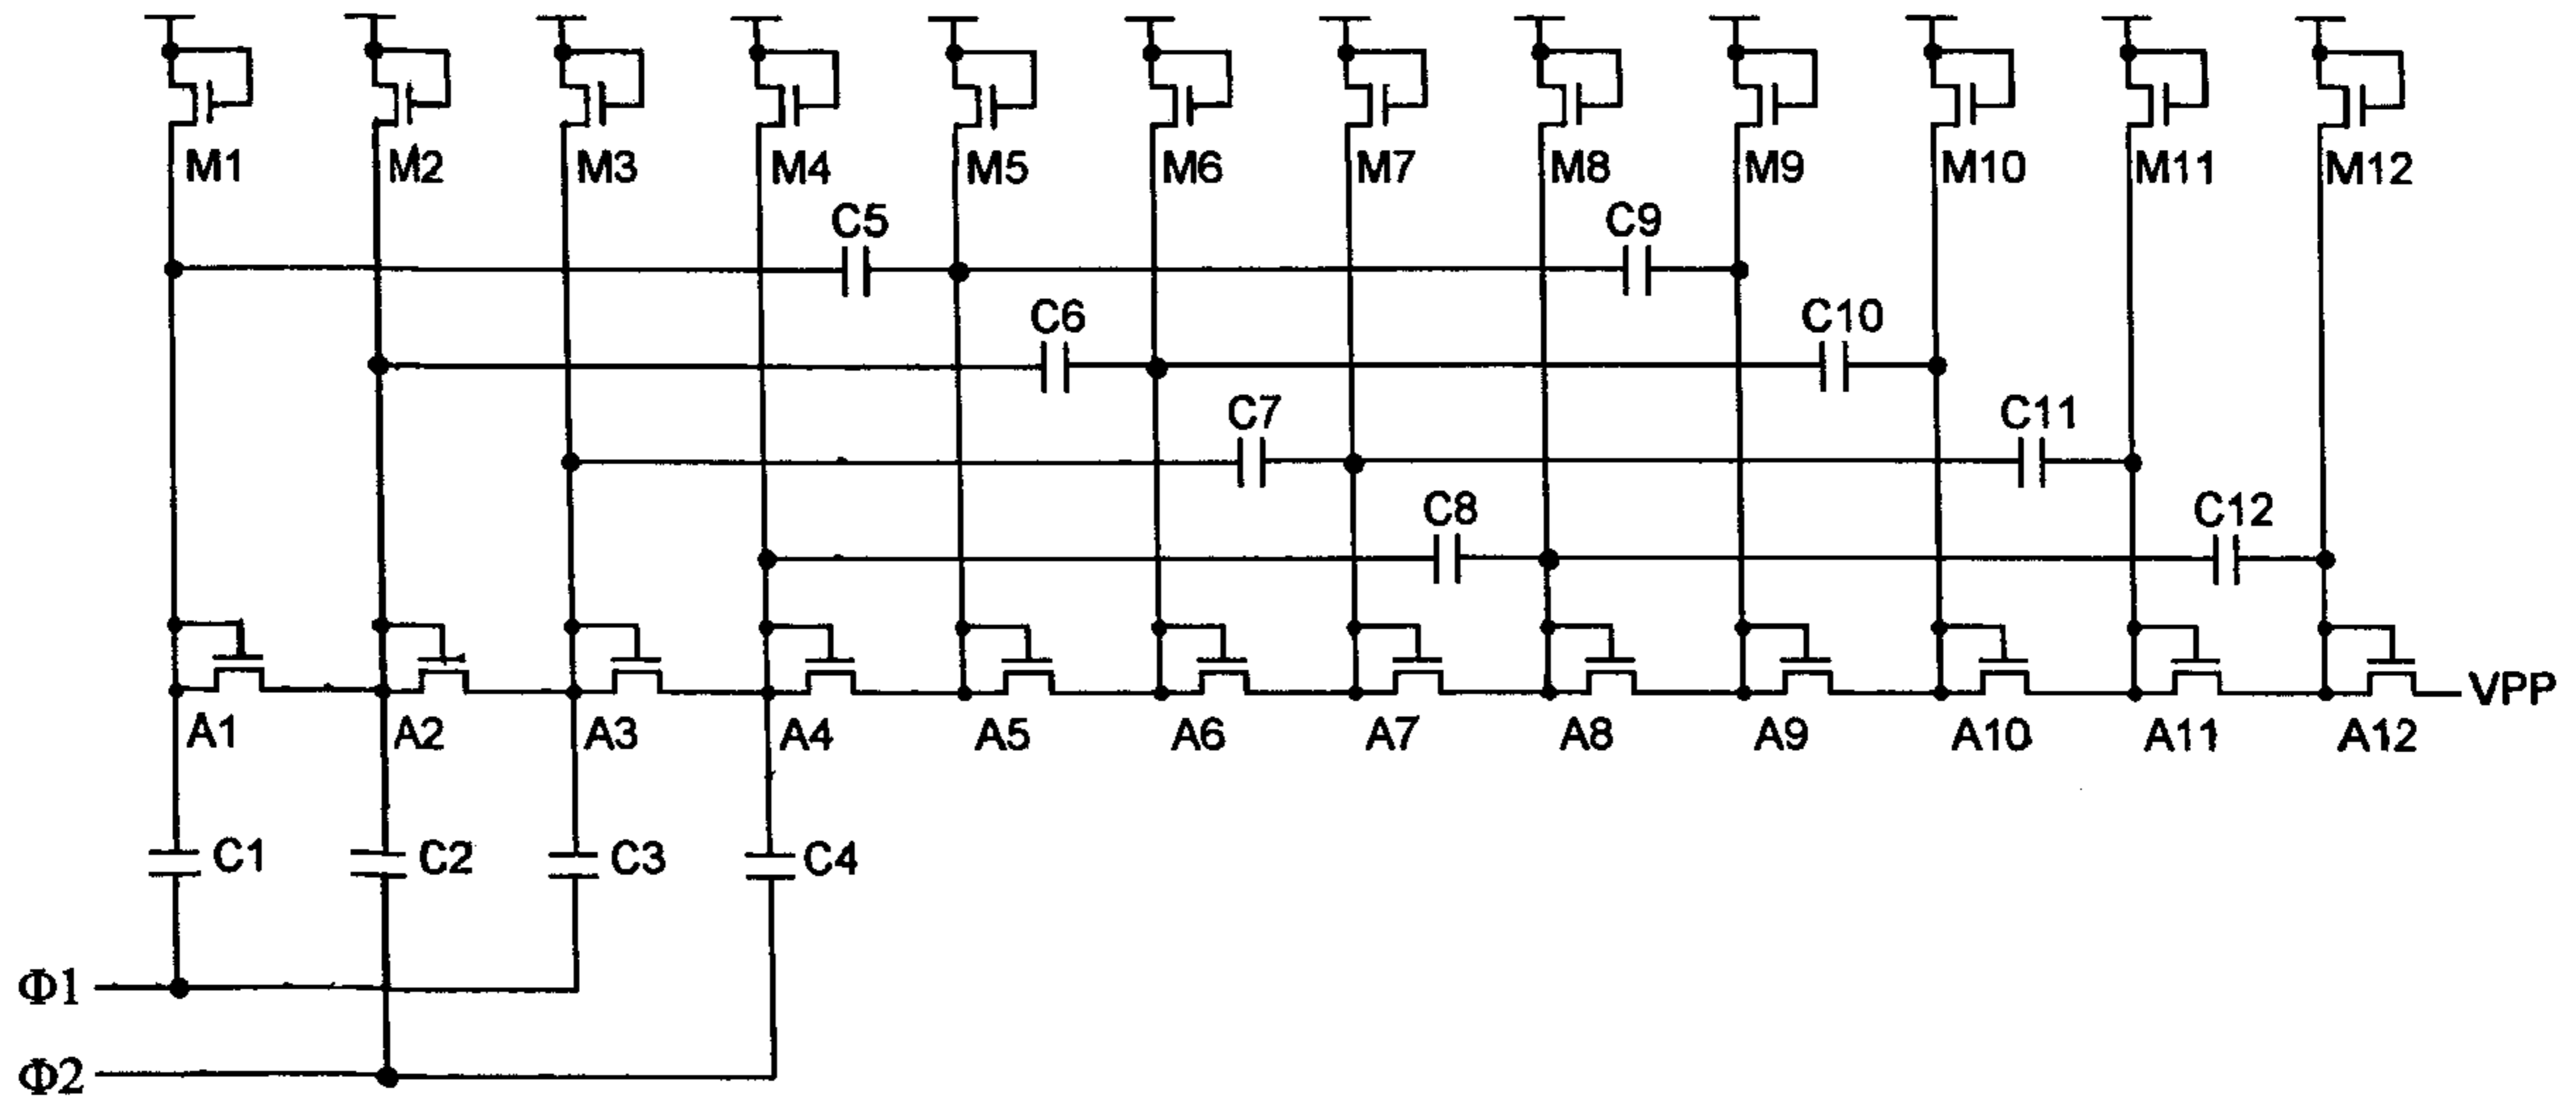 M1 M2 M3 M4 M5 M6 M7 M8 M9 M10 M11 M12
C5 C9
C6 C10
C7 C11
C8 C12
VPP
A1 A2 A3 A4 A5 A6 A7 A8 A9 A10 A11 A12
C1 C2 C3 C4
Φ1
Φ2